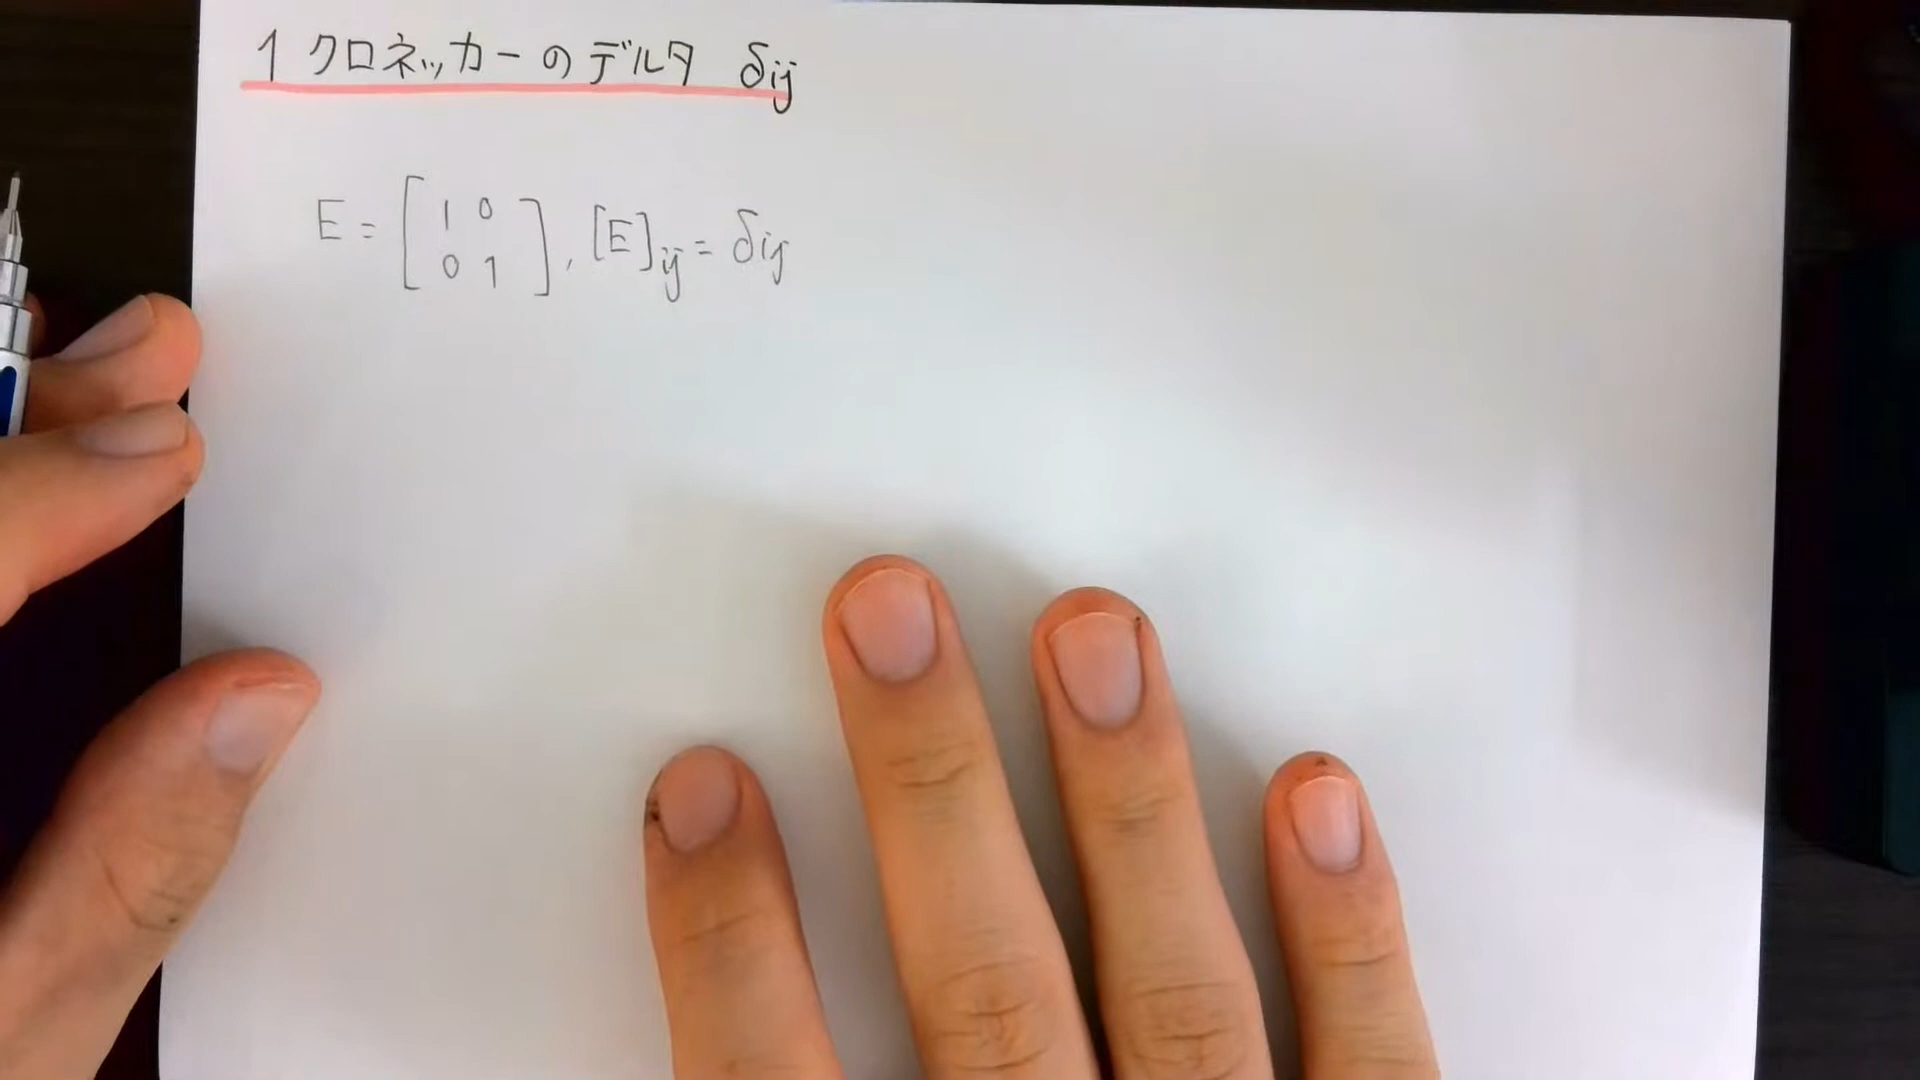 1 クロネッカーのデルタ δij
E = [ 1 0
0 1 ] , [E]ij = δij